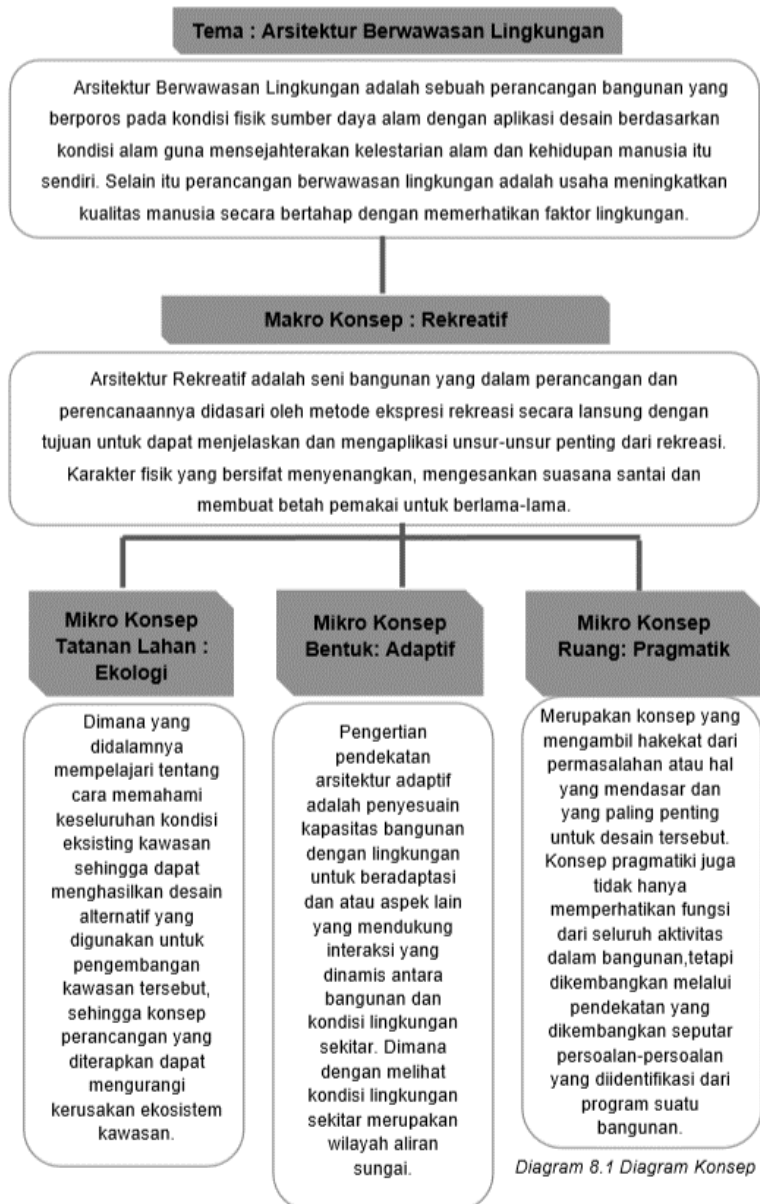 Tema : Arsitektur Berwawasan Lingkungan
Arsitektur Berwawasan Lingkungan adalah sebuah perancangan bangunan yang
berporos pada kondisi fisik sumber daya alam dengan aplikasi desain berdasarkan
kondisi alam guna mensejahterakan kelestarian alam dan kehidupan manusia itu
sendiri. Selain itu perancangan berwawasan lingkungan adalah usaha meningkatkan
kualitas manusia secara bertahap dengan memerhatikan faktor lingkungan.
Makro Konsep : Rekreatif
Arsitektur Rekreatif adalah seni bangunan yang dalam perancangan dan
perencanaannya didasari oleh metode ekspresi rekreasi secara lansung dengan
tujuan untuk dapat menjelaskan dan mengaplikasi unsur-unsur penting dari rekreasi.
Karakter fisik yang bersifat menyenangkan, mengesankan suasana santai dan
membuat betah pemakai untuk berlama-lama.
Mikro Konsep
Tatanan Lahan :
Ekologi
Dimana yang
didalamnya
mempelajari tentang
cara memahami
keseluruhan kondisi
eksisting kawasan
sehingga dapat
menghasilkan desain
alternatif yang
digunakan untuk
pengembangan
kawasan tersebut,
sehingga konsep
perancangan yang
diterapkan dapat
mengurangi
kerusakan ekosistem
kawasan.
Mikro Konsep
Bentuk: Adaptif
Pengertian
pendekatan
arsitektur adaptif
adalah penyesuain
kapasitas bangunan
dengan lingkungan
untuk beradaptasi
dan atau aspek lain
yang mendukung
interaksi yang
dinamis antara
bangunan dan
kondisi lingkungan
sekitar. Dimana
dengan melihat
kondisi lingkungan
sekitar merupakan
wilayah aliran
sungai.
Mikro Konsep
Ruang: Pragmatik
Merupakan konsep yang
mengambil hakekat dari
permasalahan atau hal
yang mendasar dan
yang paling penting
untuk desain tersebut.
Konsep pragmatiki juga
tidak hanya
memperhatikan fungsi
dari seluruh aktivitas
dalam bangunan,tetapi
dikembangkan melalui
pendekatan yang
dikembangkan seputar
persoalan-persoalan
yang diidentifikasi dari
program suatu
bangunan.
Diagram 8.1 Diagram Konsep